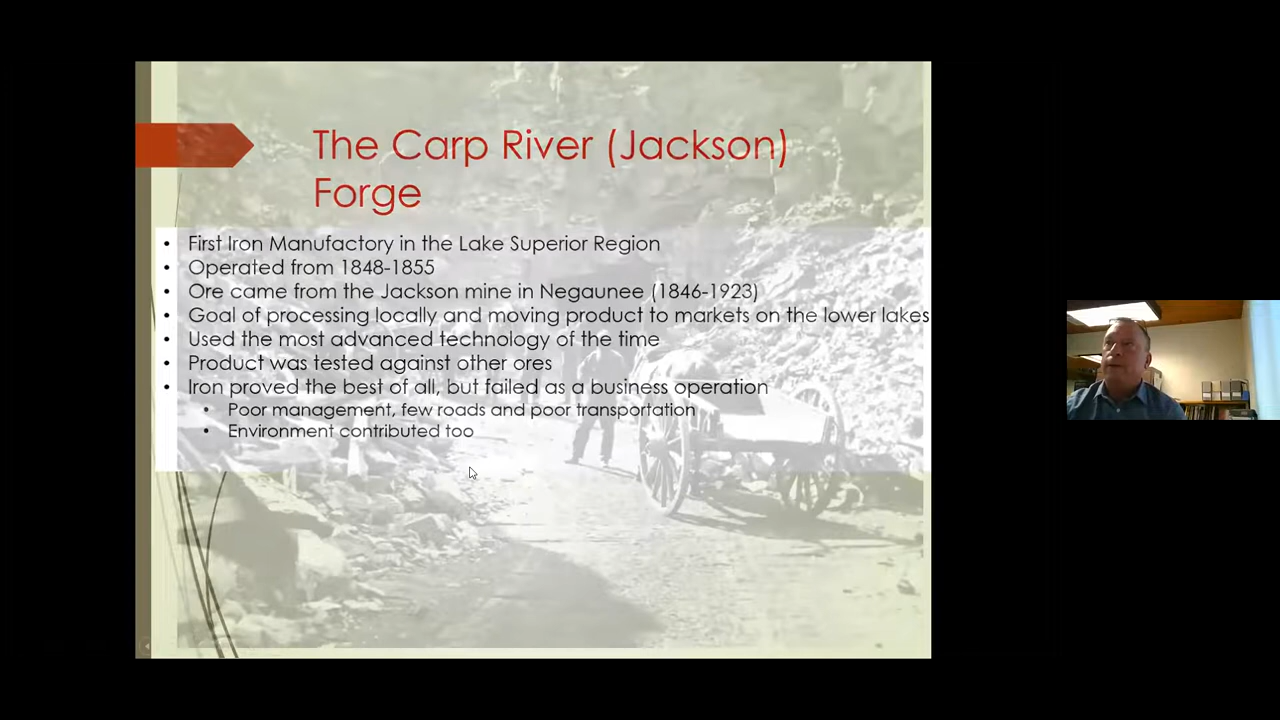 The Carp River (Jackson)
Forge
• First Iron Manufactory in the Lake Superior Region
• Operated from 1848-1855
• Ore came from the Jackson mine in Negaunee (1846-1923)
• Goal of processing locally and moving product to markets on the lower lakes
• Used the most advanced technology of the time
• Product was tested against other ores
• Iron proved the best of all, but failed as a business operation
• Poor management, few roads and poor transportation
• Environment contributed too